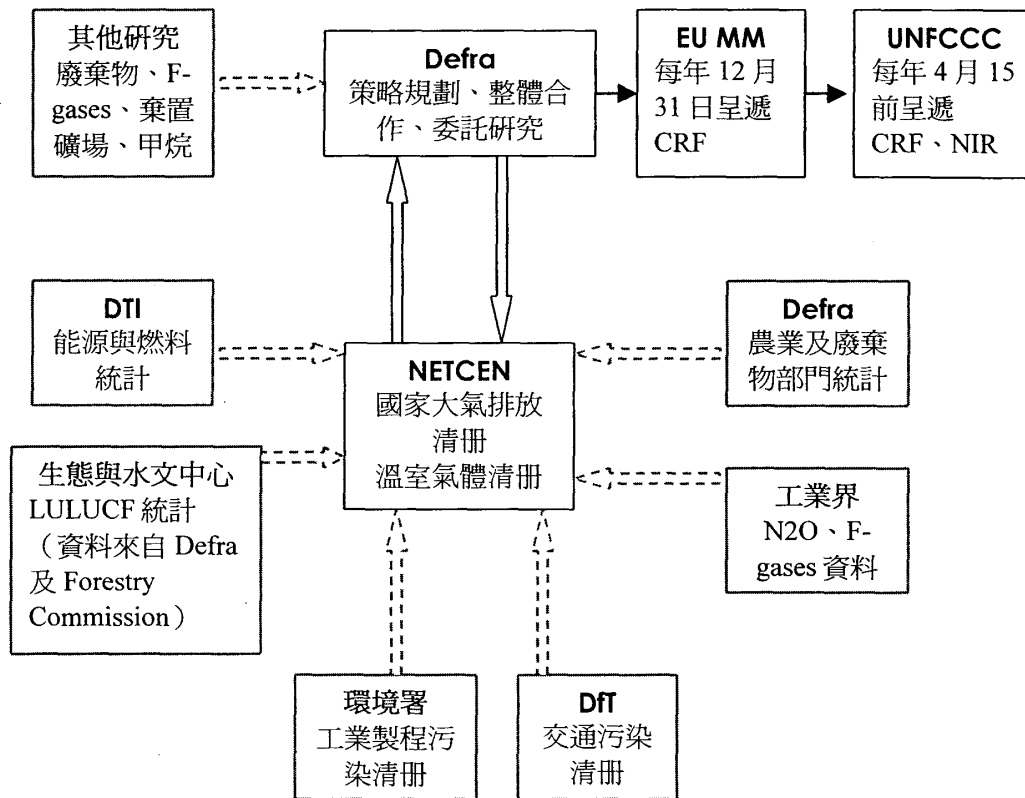 其他研究
廢棄物、F-
gases、棄置
礦場、甲烷
Defra
策略規劃、整體合
作、委託研究
EU MM
每年 12 月
31 日呈遞
CRF
UNFCCC
每年 4 月 15
前呈遞
CRF、NIR
DTI
能源與燃料
統計
NETCEN
國家大氣排放
清冊
溫室氣體清冊
Defra
農業及廢棄
物部門統計
生態與水文中心
LULUCF 統計
（資料來自 Defra
及 Forestry
Commission）
工業界
N2O、F-
gases 資料
環境署
工業製程污
染清冊
DfT
交通污染
清冊